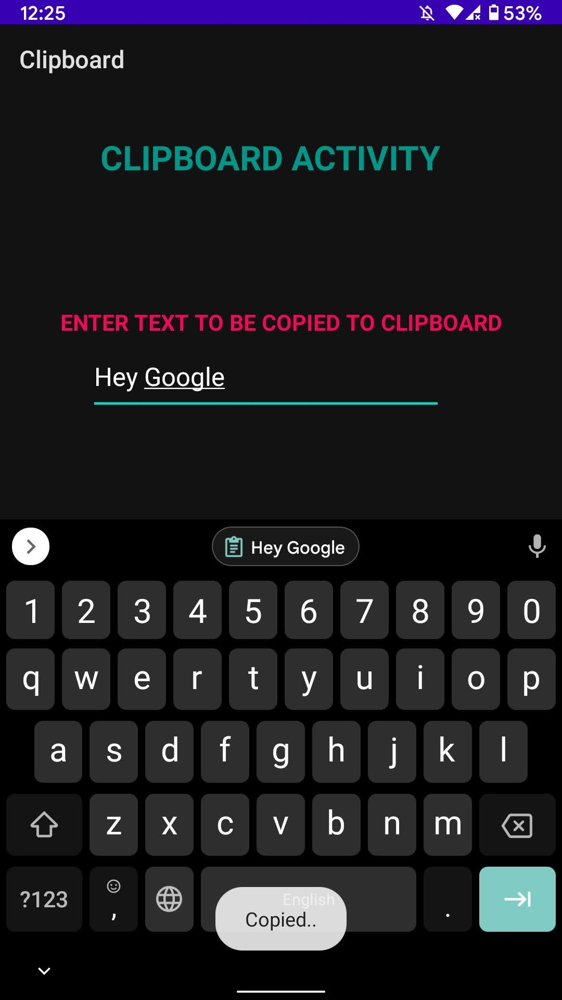 12:25 53%
Clipboard
CLIPBOARD ACTIVITY
ENTER TEXT TO BE COPIED TO CLIPBOARD
Hey Google
Hey Google
1 2 3 4 5 6 7 8 9 0
q w e r t y u i o p
a s d f g h j k l
z x c v b n m
?123 , English .
Copied..